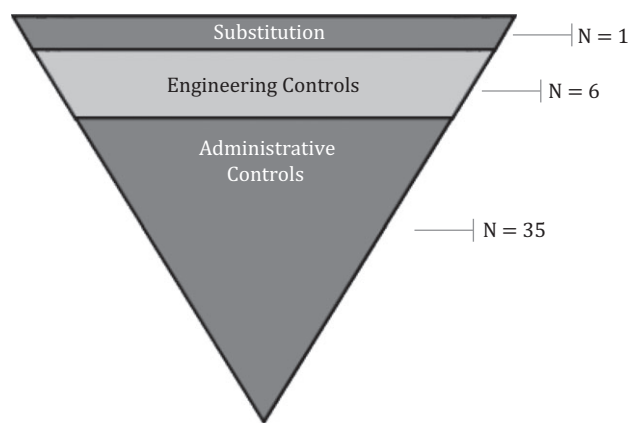 Substitution
N = 1
Engineering Controls
N = 6
Administrative
Controls
N = 35